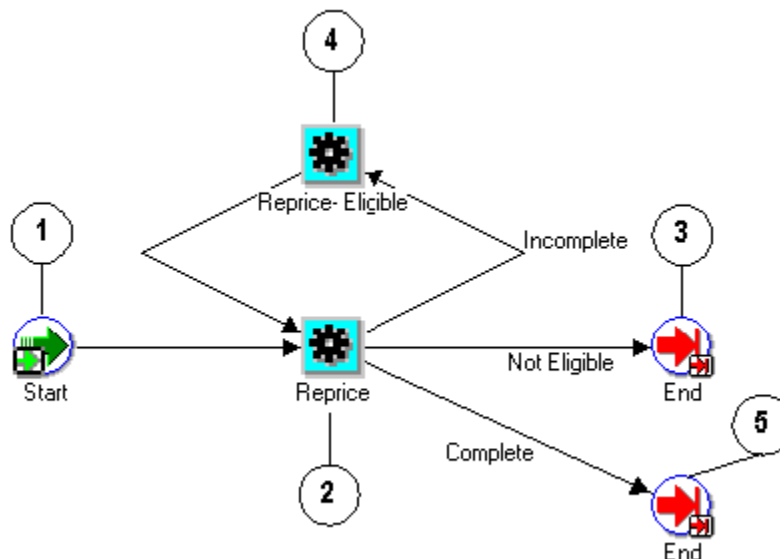 4
Reprice- Eligible
1
Incomplete
3
Start
Reprice
Not Eligible
End
5
Complete
2
End